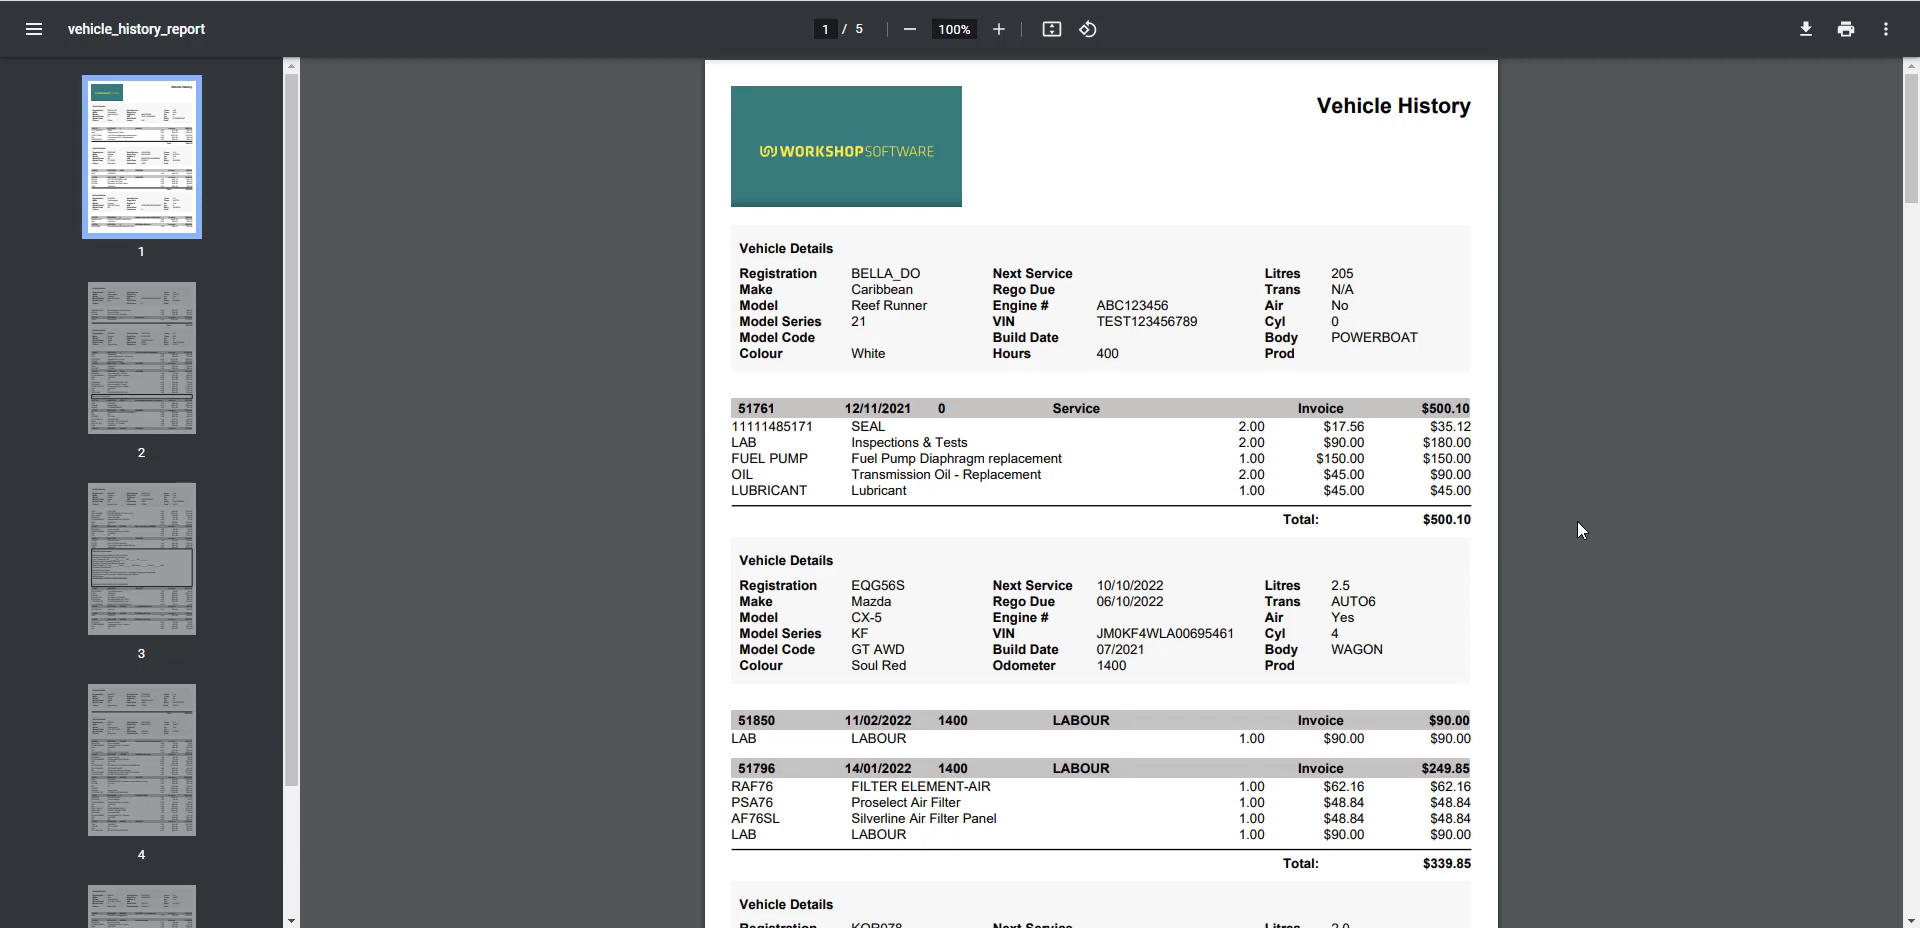 vehicle_history_report
1 / 5
100%
1
2
3
4
Vehicle History
WORKSHOPSOFTWARE
Vehicle Details
Registration BELLA_DO Next Service Litres 205
Make Caribbean Rego Due Trans N/A
Model Reef Runner Engine # ABC123456 Air No
Model Series 21 VIN TEST123456789 Cyl 0
Model Code Build Date Body POWERBOAT
Colour White Hours 400 Prod
51761 12/11/2021 0 Service Invoice $500.10
11111485171 SEAL 2.00 $17.56 $35.12
LAB Inspections & Tests 2.00 $90.00 $180.00
FUEL PUMP Fuel Pump Diaphragm replacement 1.00 $150.00 $150.00
OIL Transmission Oil - Replacement 2.00 $45.00 $90.00
LUBRICANT Lubricant 1.00 $45.00 $45.00
Total: $500.10
Vehicle Details
Registration EQG56S Next Service 10/10/2022 Litres 2.5
Make Mazda Rego Due 06/10/2022 Trans AUTO6
Model CX-5 Engine # Air Yes
Model Series KF VIN JM0KF4WLA00695461 Cyl 4
Model Code GT AWD Build Date 07/2021 Body WAGON
Colour Soul Red Odometer 1400 Prod
51850 11/02/2022 1400 LABOUR Invoice $90.00
LAB LABOUR 1.00 $90.00 $90.00
51796 14/01/2022 1400 LABOUR Invoice $249.85
RAF76 FILTER ELEMENT-AIR 1.00 $62.16 $62.16
PSA76 Proselect Air Filter 1.00 $48.84 $48.84
AF76SL Silverline Air Filter Panel 1.00 $48.84 $48.84
LAB LABOUR 1.00 $90.00 $90.00
Total: $339.85
Vehicle Details
Registration Next Service Litres